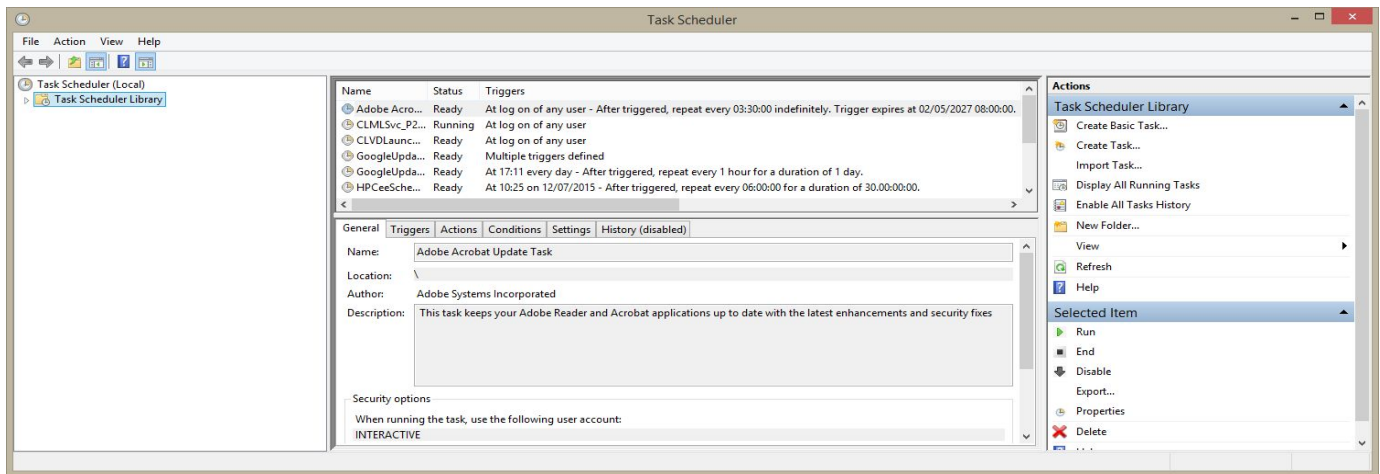 Task Scheduler
File Action View Help
Task Scheduler (Local)
Task Scheduler Library
Name Status Triggers
Adobe Acro... Ready At log on of any user - After triggered, repeat every 03:30:00 indefinitely. Trigger expires at 02/05/2027 08:00:00.
CLMLSvc_P2... Running At log on of any user
CLVDLaunc... Ready At log on of any user
GoogleUpda... Ready Multiple triggers defined
GoogleUpda... Ready At 17:11 every day - After triggered, repeat every 1 hour for a duration of 1 day.
HPCeeSche... Ready At 10:25 on 12/07/2015 - After triggered, repeat every 06:00:00 for a duration of 30.00:00:00.
General Triggers Actions Conditions Settings History (disabled)
Name: Adobe Acrobat Update Task
Location: \
Author: Adobe Systems Incorporated
Description: This task keeps your Adobe Reader and Acrobat applications up to date with the latest enhancements and security fixes
Security options
When running the task, use the following user account:
INTERACTIVE
Actions
Task Scheduler Library
Create Basic Task...
Create Task...
Import Task...
Display All Running Tasks
Enable All Tasks History
New Folder...
View
Refresh
Help
Selected Item
Run
End
Disable
Export...
Properties
Delete